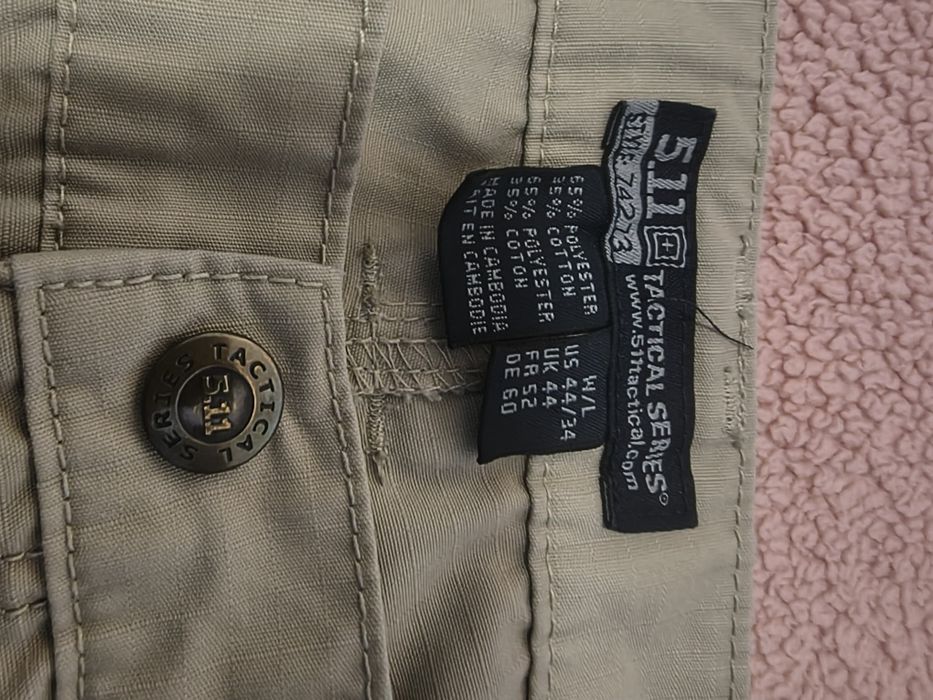 5.11 TACTICAL SERIES®
STYLE: 74273
www.511tactical.com
65% POLYESTER
35% COTTON
65% POLYESTER
35% COTON
MADE IN CAMBODIA
FAIT EN CAMBODIE
W/L
US 44/34
UK 44
FR 52
DE 60
TACTICAL
5.11
SERIES